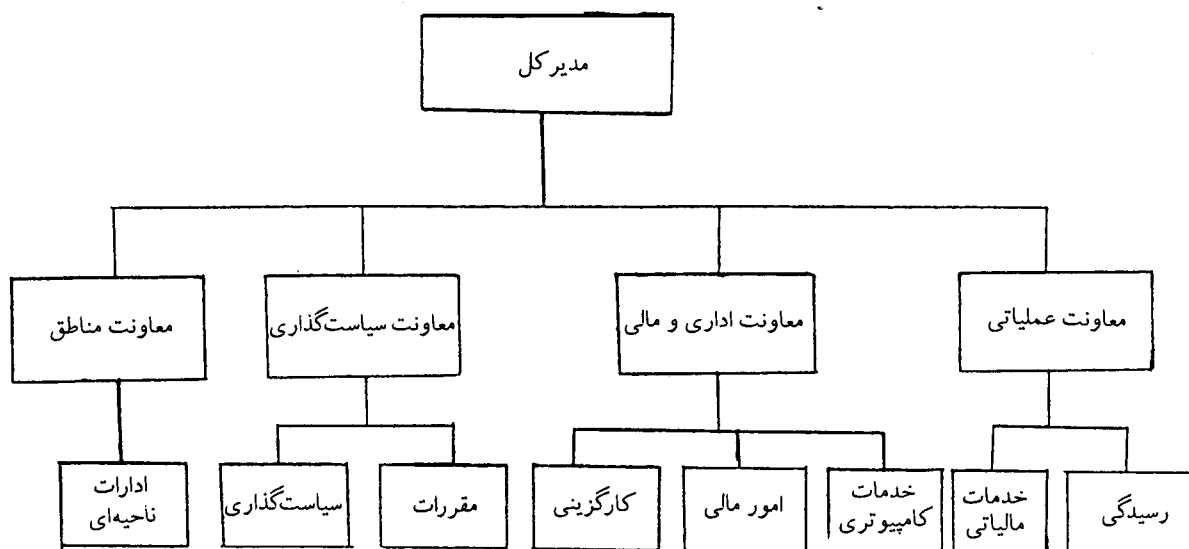 مدیر کل
معاونت عملیاتی
معاونت اداری و مالی
معاونت سیاست‌گذاری
معاونت مناطق
رسیدگی
خدمات
مالیاتی
خدمات
کامپیوتری
امور مالی
کارگزینی
مقررات
سیاست‌گذاری
ادارات
ناحیه‌ای